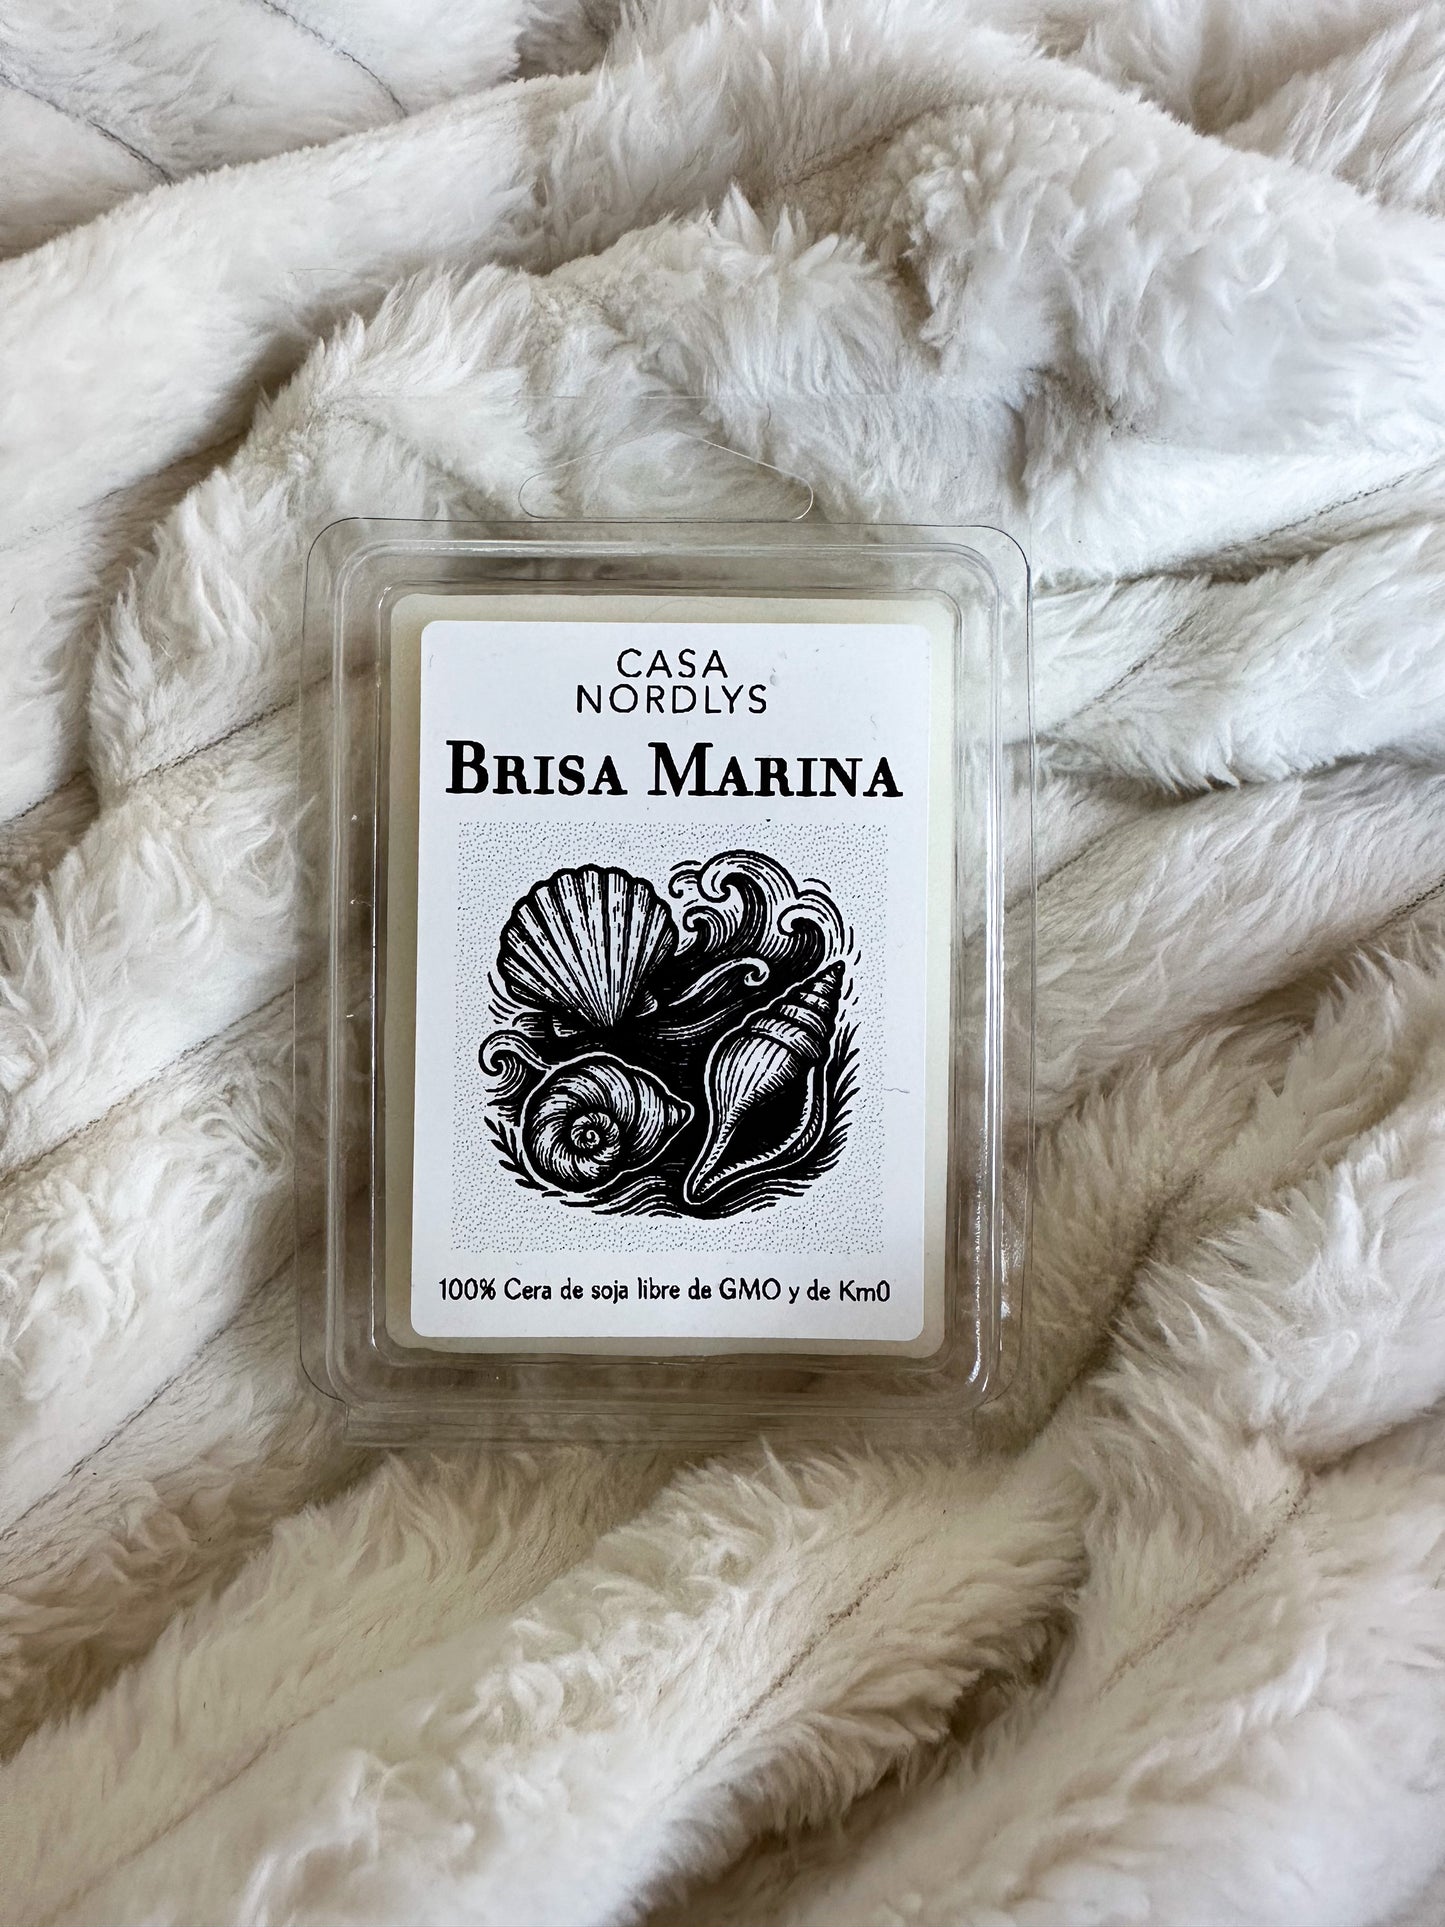 CASA
NORDLYS
BRISA MARINA
100% Cera de soja libre de GMO y de Km0